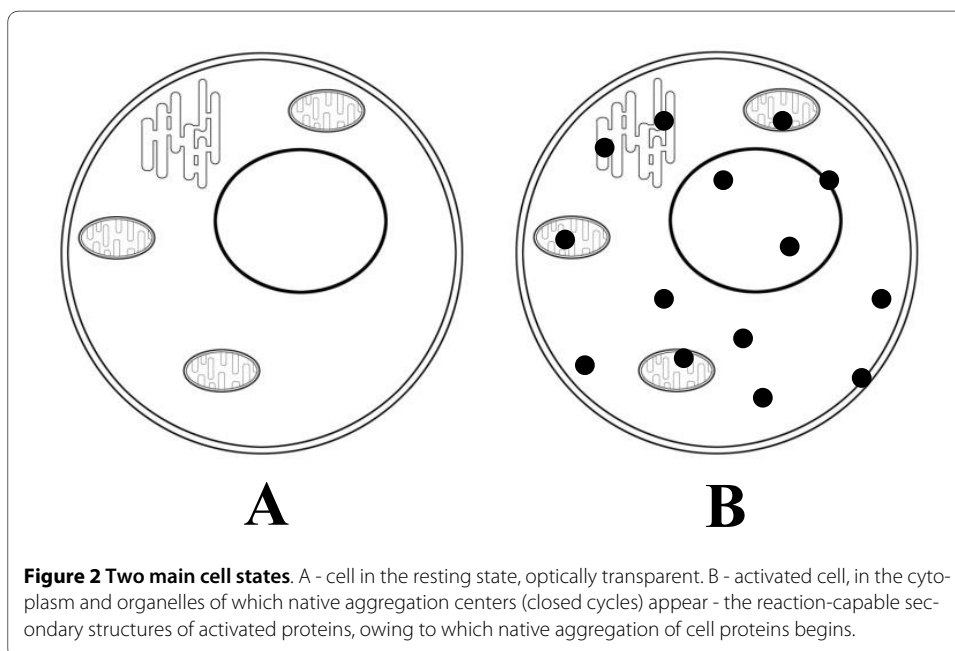 A B
Figure 2 Two main cell states. A - cell in the resting state, optically transparent. B - activated cell, in the cyto-
plasm and organelles of which native aggregation centers (closed cycles) appear - the reaction-capable sec-
ondary structures of activated proteins, owing to which native aggregation of cell proteins begins.